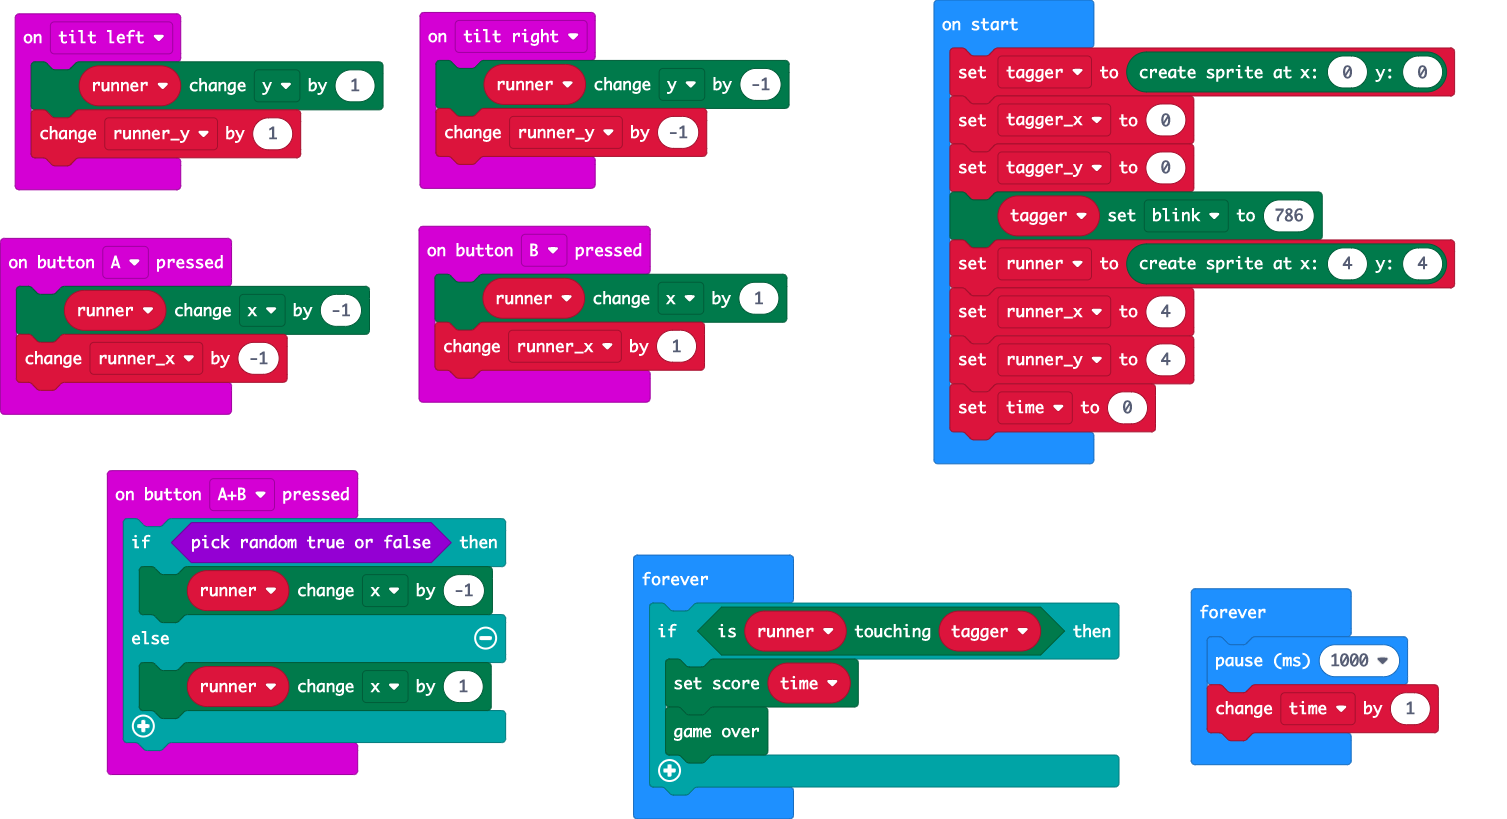 on tilt left
runner change y by 1
change runner_y by 1
on tilt right
runner change y by -1
change runner_y by -1
on start
set tagger to create sprite at x: 0 y: 0
set tagger_x to 0
set tagger_y to 0
tagger set blink to 786
set runner to create sprite at x: 4 y: 4
set runner_x to 4
set runner_y to 4
set time to 0
on button A pressed
runner change x by -1
change runner_x by -1
on button B pressed
runner change x by 1
change runner_x by 1
on button A+B pressed
if pick random true or false then
runner change x by -1
else
runner change x by 1
forever
if is runner touching tagger then
set score time
game over
forever
pause (ms) 1000
change time by 1